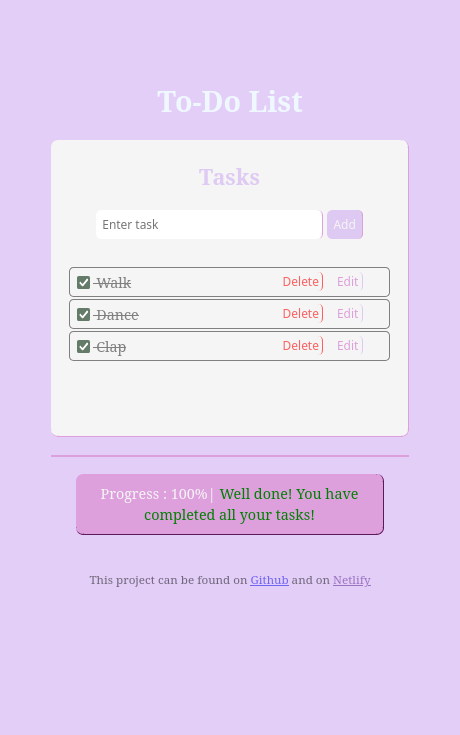 To-Do List
Tasks
Enter task Add
Walk Delete Edit
Dance Delete Edit
Clap Delete Edit
Progress : 100%| Well done! You have
completed all your tasks!
This project can be found on Github and on Netlify